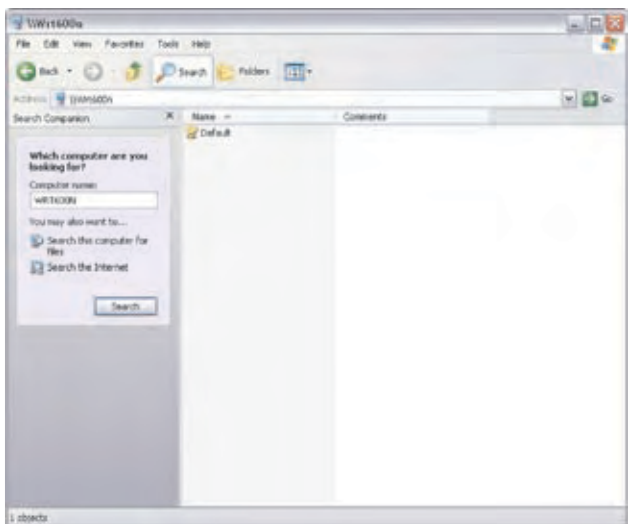 \\Wrt600n
File Edit View Favorites Tools Help
Back Search Folders
Address \\Wrt600n Go
Search Companion Name Comments
Default
Which computer are you
looking for?
Computer name:
WRT600N
You may also want to...
Search this computer for
files
Search the Internet
Search
1 objects